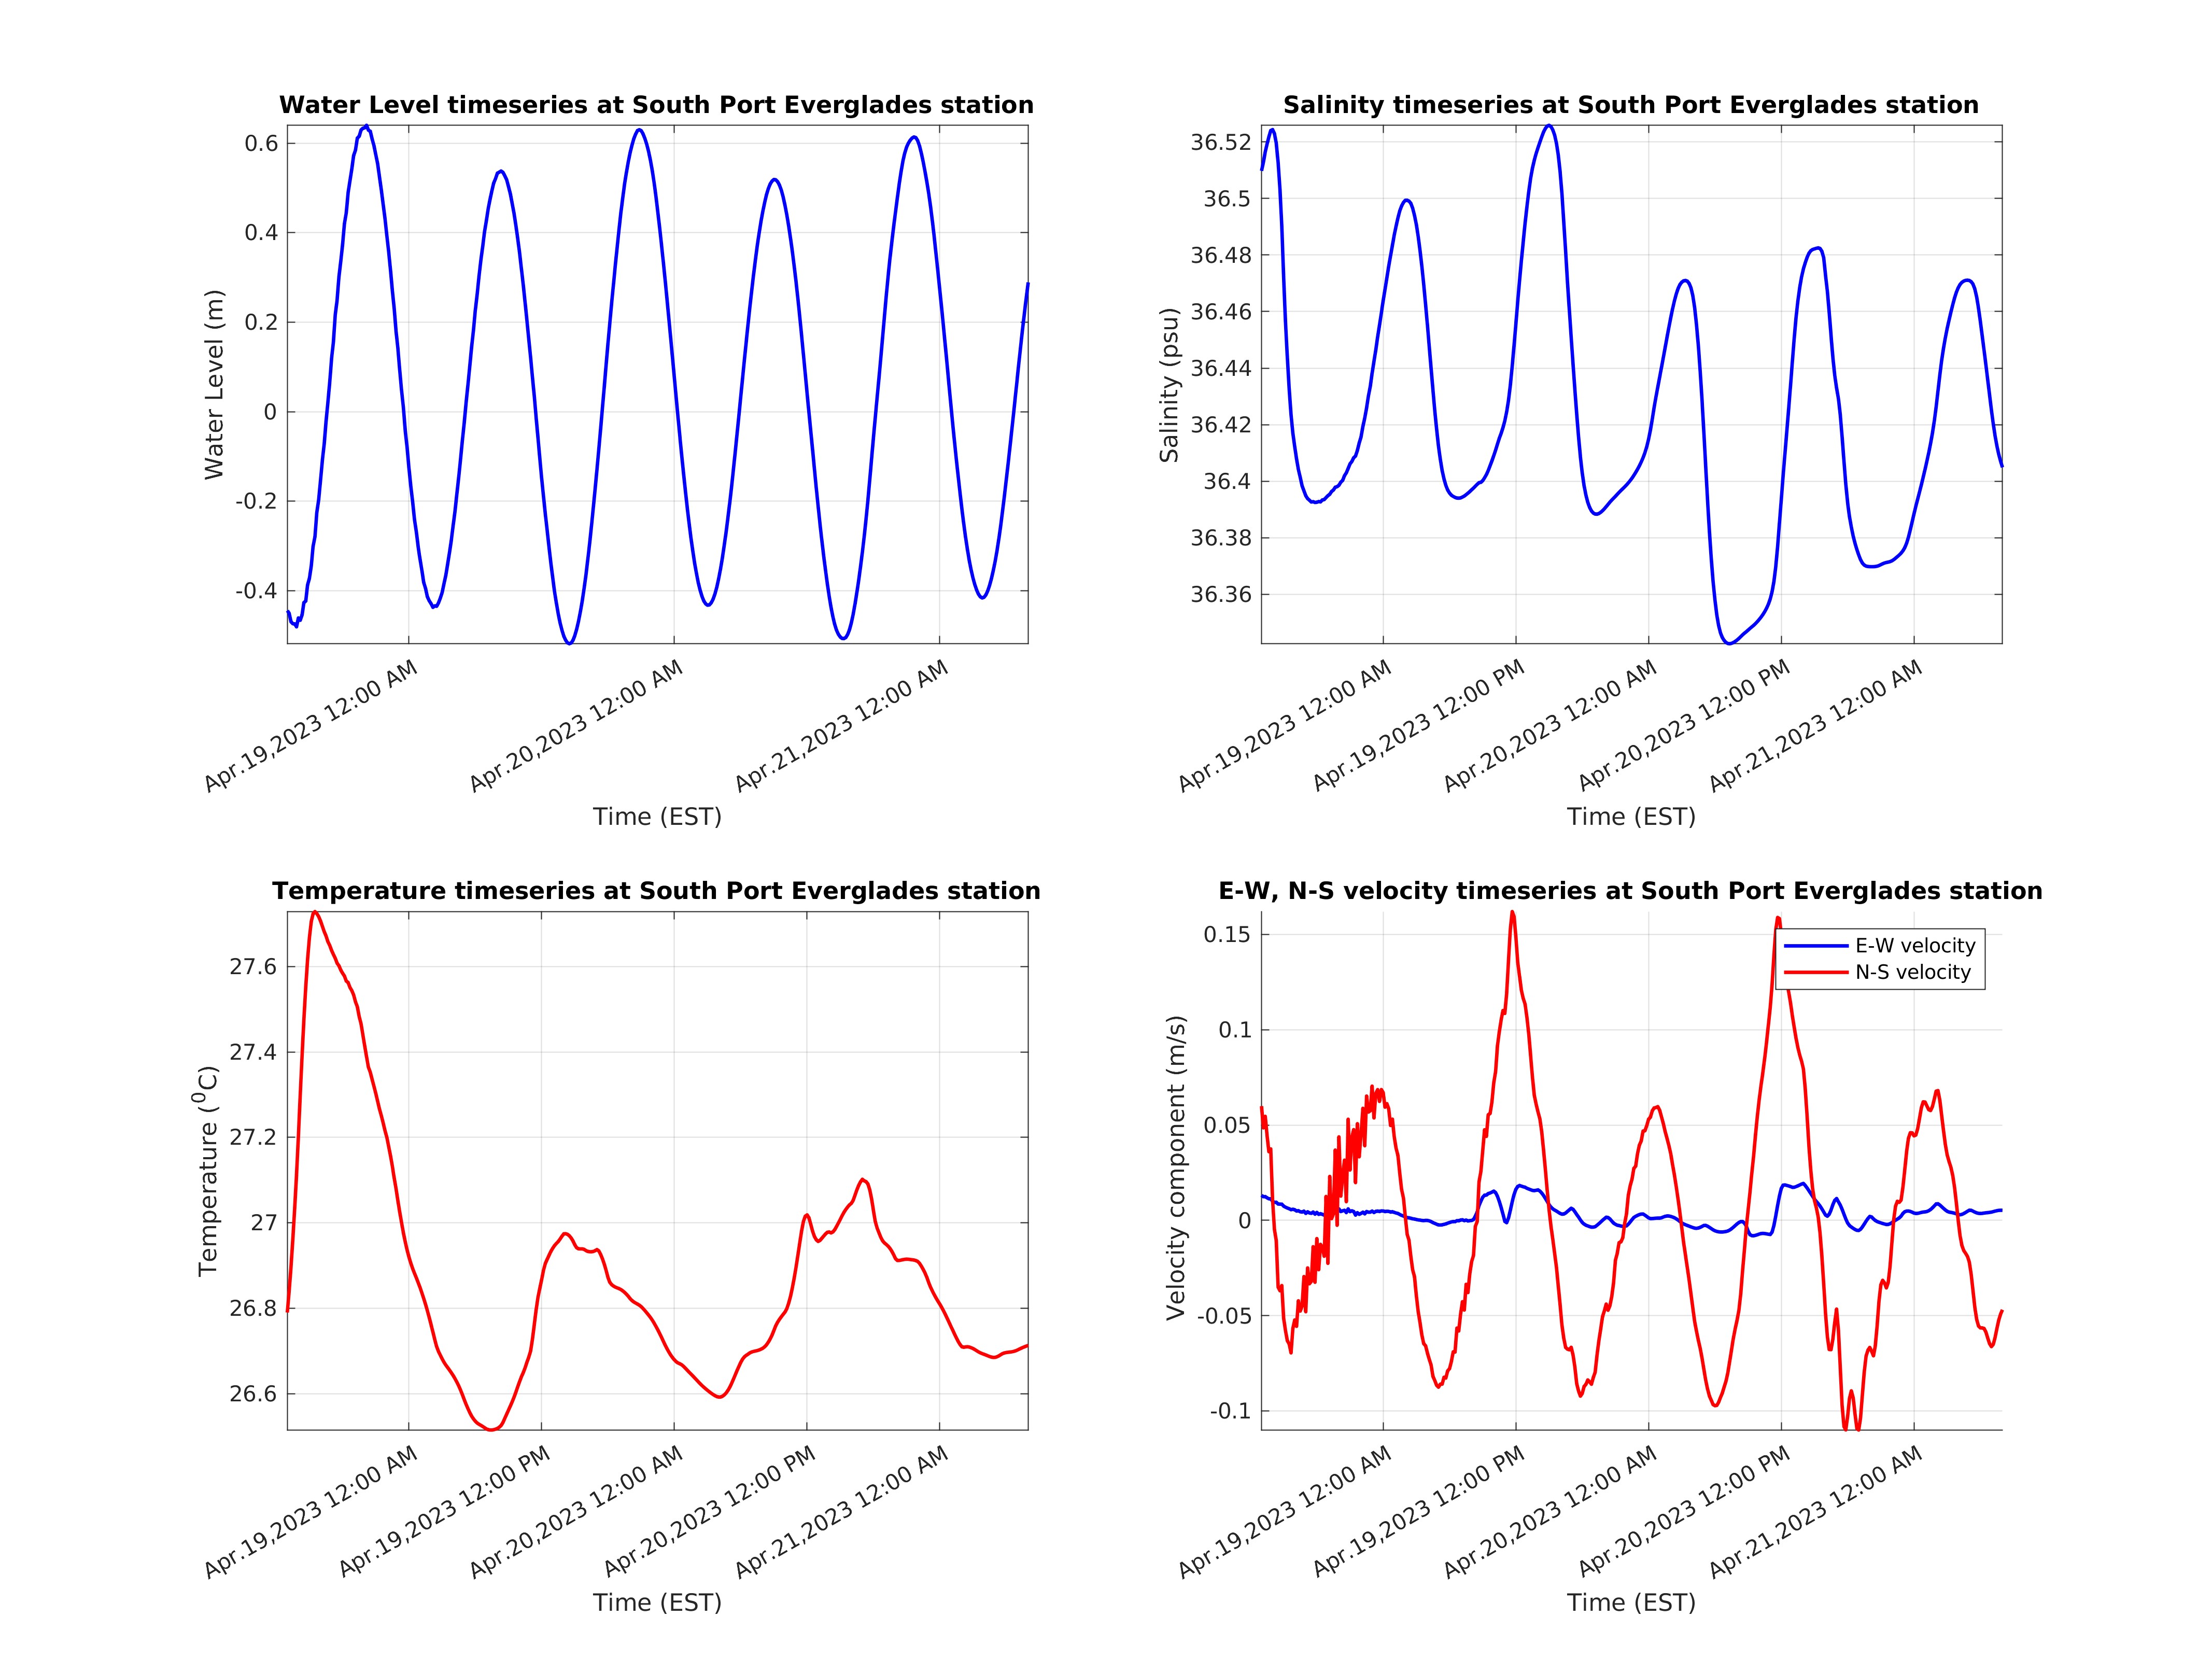 Water Level timeseries at South Port Everglades station
0.6
0.4
0.2
0
-0.2
-0.4
Water Level (m)
Apr.19,2023 12:00 AM
Apr.20,2023 12:00 AM
Apr.21,2023 12:00 AM
Time (EST)
Salinity timeseries at South Port Everglades station
36.52
36.5
36.48
36.46
36.44
36.42
36.4
36.38
36.36
Salinity (psu)
Apr.19,2023 12:00 AM
Apr.19,2023 12:00 PM
Apr.20,2023 12:00 AM
Apr.20,2023 12:00 PM
Apr.21,2023 12:00 AM
Time (EST)
Temperature timeseries at South Port Everglades station
27.6
27.4
27.2
27
26.8
26.6
Temperature (⁰C)
Apr.19,2023 12:00 AM
Apr.19,2023 12:00 PM
Apr.20,2023 12:00 AM
Apr.20,2023 12:00 PM
Apr.21,2023 12:00 AM
Time (EST)
E-W, N-S velocity timeseries at South Port Everglades station
0.15
0.1
0.05
0
-0.05
-0.1
Velocity component (m/s)
E-W velocity
N-S velocity
Apr.19,2023 12:00 AM
Apr.19,2023 12:00 PM
Apr.20,2023 12:00 AM
Apr.20,2023 12:00 PM
Apr.21,2023 12:00 AM
Time (EST)